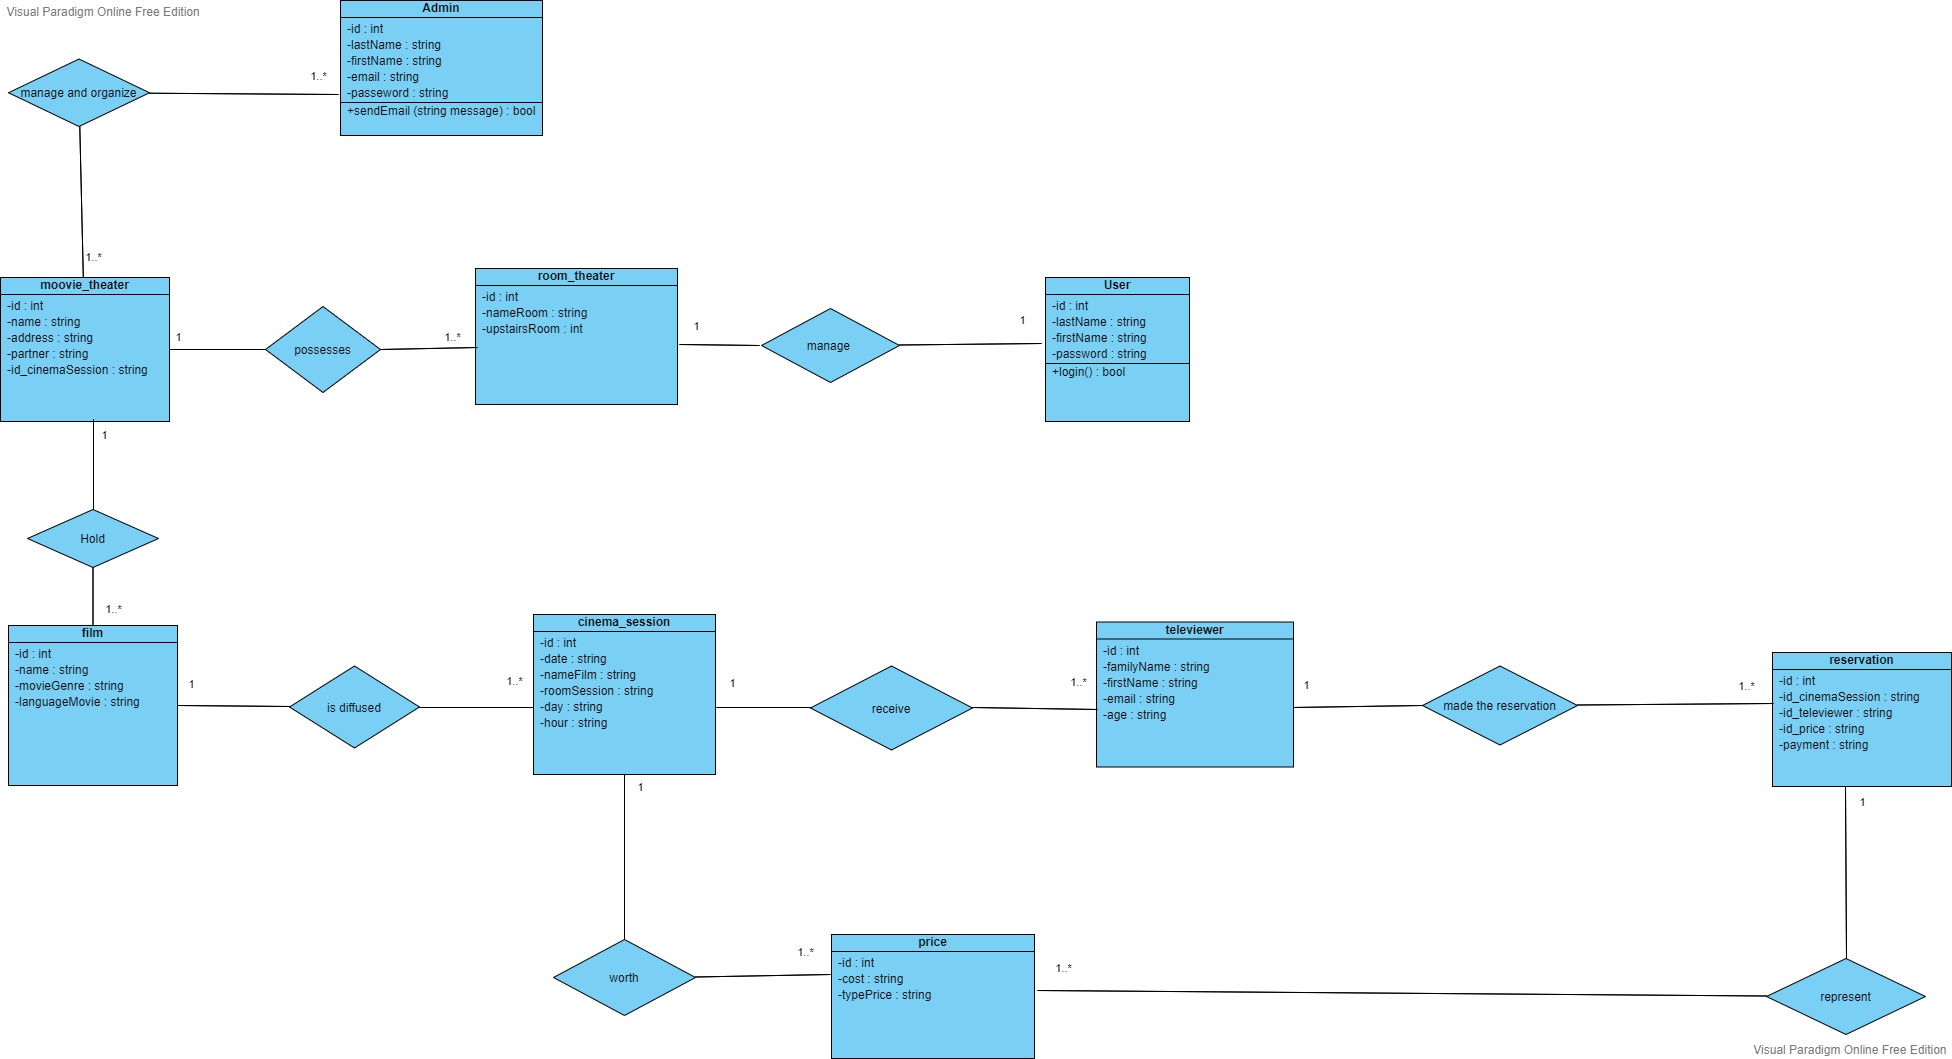 Visual Paradigm Online Free Edition
Admin
-id : int
-lastName : string
-firstName : string
-email : string
-passeword : string
+sendEmail (string message) : bool
manage and organize
1..*
1..*
moovie_theater
-id : int
-name : string
-address : string
-partner : string
-id_cinemaSession : string
1
possesses
1..*
room_theater
-id : int
-nameRoom : string
-upstairsRoom : int
1
manage
1
User
-id : int
-lastName : string
-firstName : string
-password : string
+login() : bool
1
Hold
1..*
film
-id : int
-name : string
-movieGenre : string
-languageMovie : string
1
is diffused
1..*
cinema_session
-id : int
-date : string
-nameFilm : string
-roomSession : string
-day : string
-hour : string
1
receive
1..*
televiewer
-id : int
-familyName : string
-firstName : string
-email : string
-age : string
1
made the reservation
1..*
reservation
-id : int
-id_cinemaSession : string
-id_televiewer : string
-id_price : string
-payment : string
1
1
worth
1..*
price
-id : int
-cost : string
-typePrice : string
1..*
represent
Visual Paradigm Online Free Edition